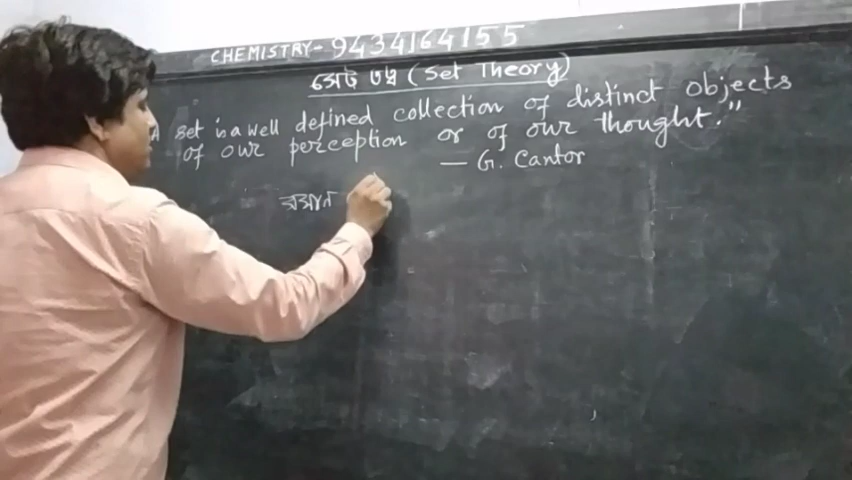 CHEMISTRY- 9434164155
সেট তত্ত্ব (Set Theory)
A set is a well defined collection of distinct objects
of our perception or of our thought."
— G. Cantor